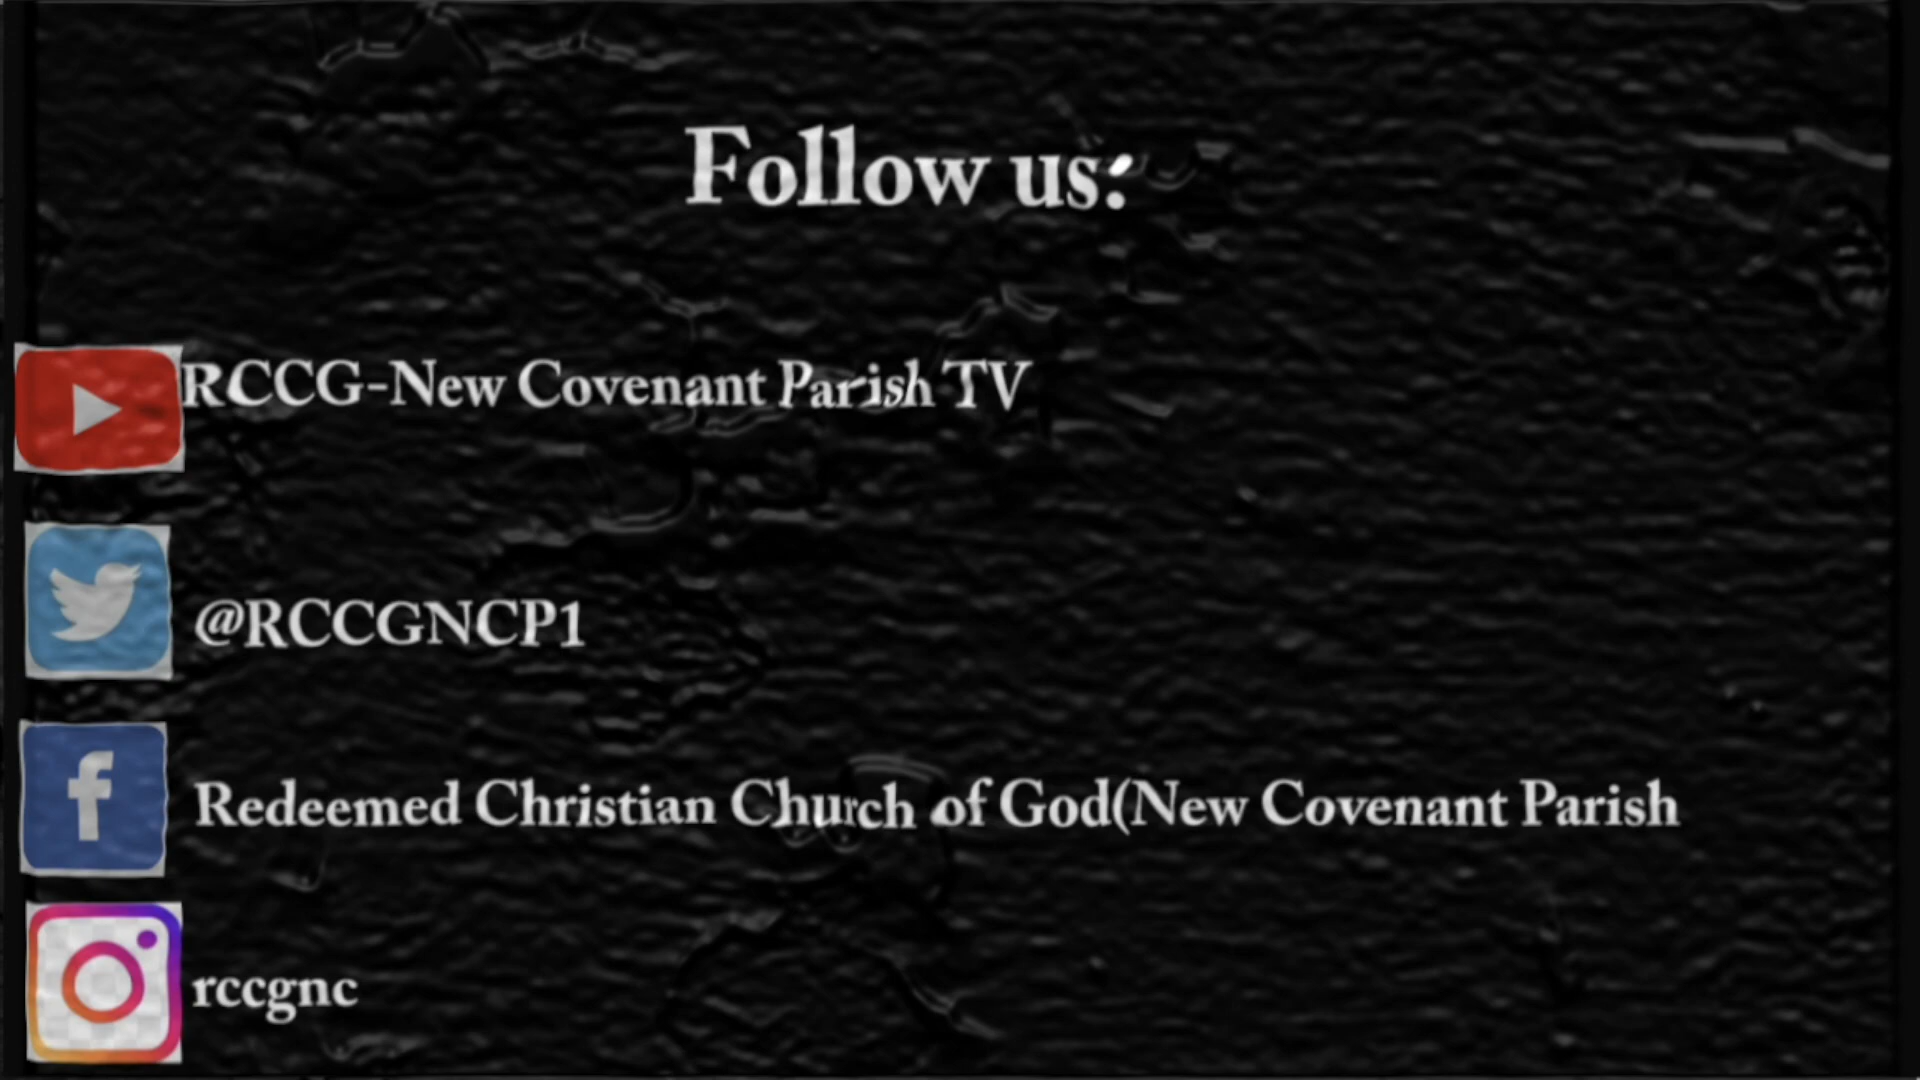 Follow us:
RCCG-New Covenant Parish TV
@RCCGNCP1
Redeemed Christian Church of God(New Covenant Parish
rccgnc